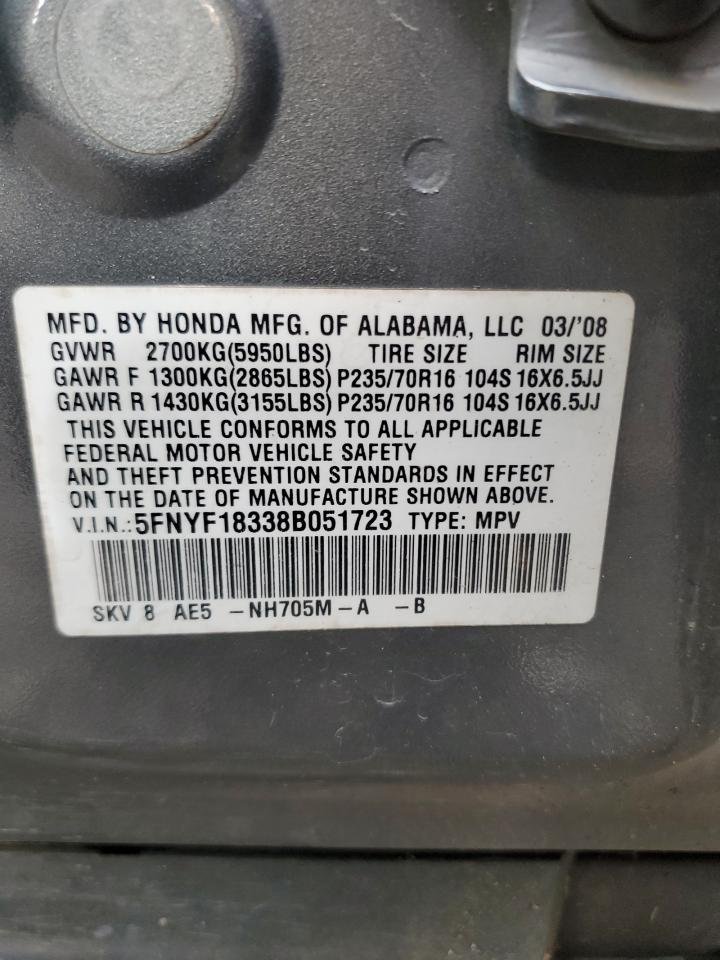 MFD. BY HONDA MFG. OF ALABAMA, LLC 03/'08
GVWR 2700KG(5950LBS) TIRE SIZE RIM SIZE
GAWR F 1300KG(2865LBS) P235/70R16 104S 16X6.5JJ
GAWR R 1430KG(3155LBS) P235/70R16 104S 16X6.5JJ
THIS VEHICLE CONFORMS TO ALL APPLICABLE
FEDERAL MOTOR VEHICLE SAFETY
AND THEFT PREVENTION STANDARDS IN EFFECT
ON THE DATE OF MANUFACTURE SHOWN ABOVE.
V.I.N.:5FNYF18338B051723 TYPE: MPV
SKV 8 AE5 -NH705M-A -B